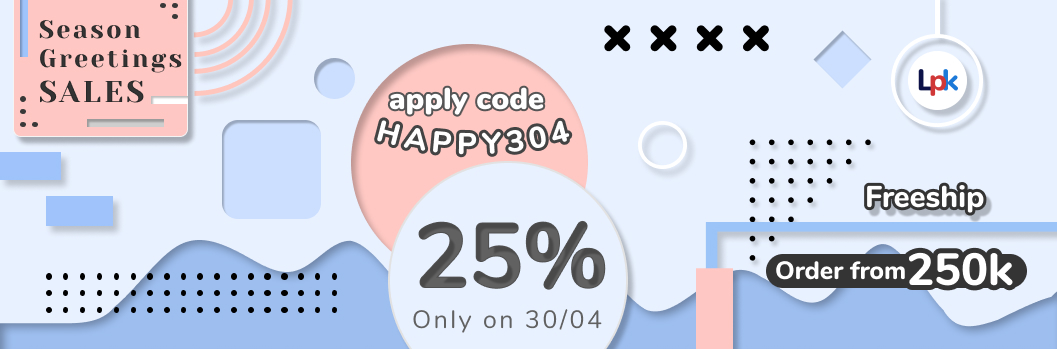 Season
Greetings
SALES
apply code
HAPPY304
25%
Only on 30/04
Lpk
Freeship
Order from 250k